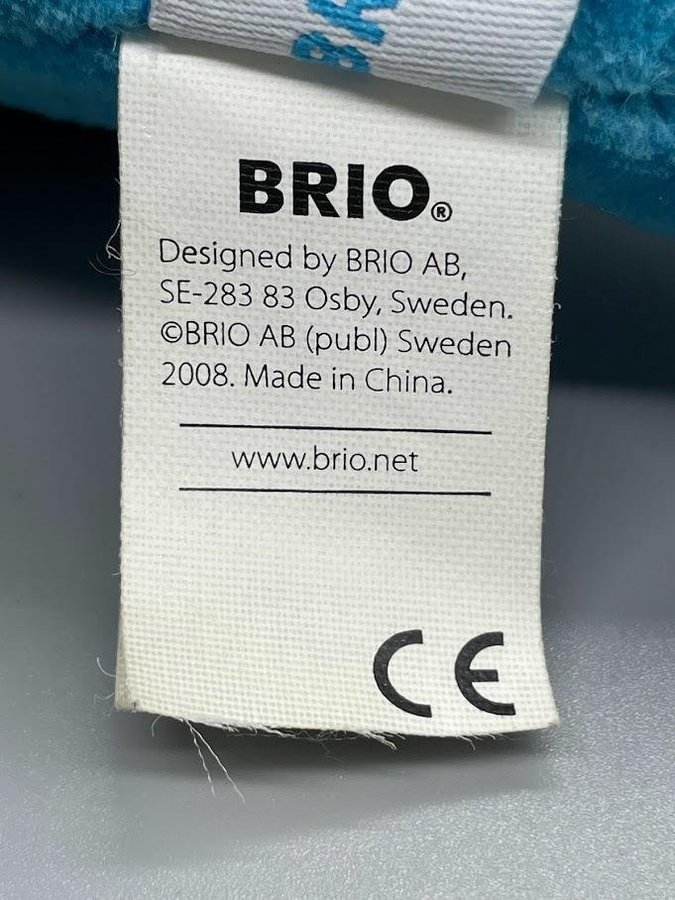 BRIO®
Designed by BRIO AB,
SE-283 83 Osby, Sweden.
©BRIO AB (publ) Sweden
2008. Made in China.
www.brio.net
CE